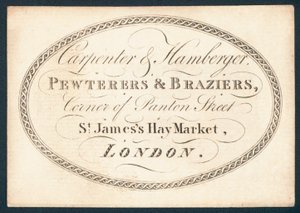 Carpenter & Hamberger.
PEWTERERS & BRAZIERS,
Corner of Panton Street
St. James's Hay Market,
LONDON.